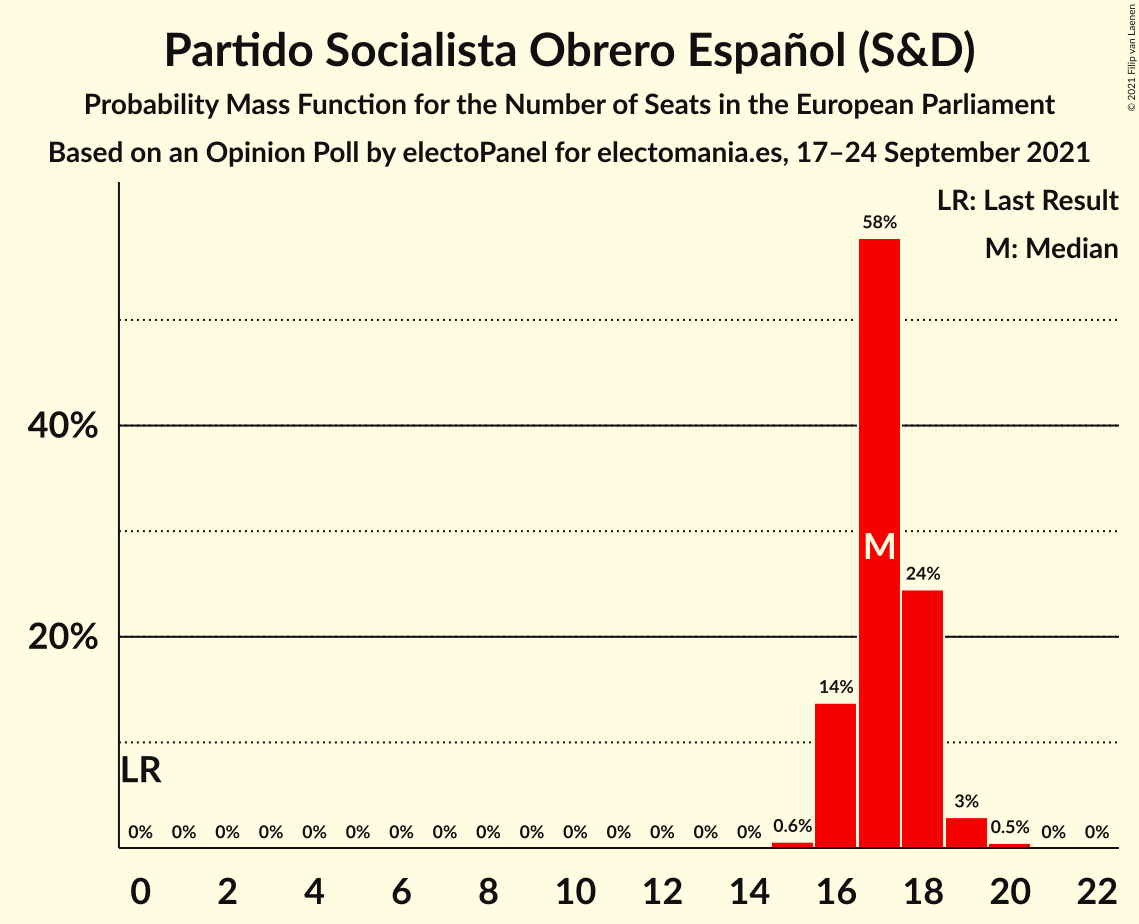 Partido Socialista Obrero Español (S&D)
Probability Mass Function for the Number of Seats in the European Parliament
Based on an Opinion Poll by electoPanel for electomania.es, 17–24 September 2021
© 2021 Filip van Laenen
LR: Last Result
M: Median
58%
40%
M
24%
20%
14%
LR
3%
0% 0% 0% 0% 0% 0% 0% 0% 0% 0% 0% 0% 0% 0% 0% 0.6% 0.5% 0% 0%
0 2 4 6 8 10 12 14 16 18 20 22